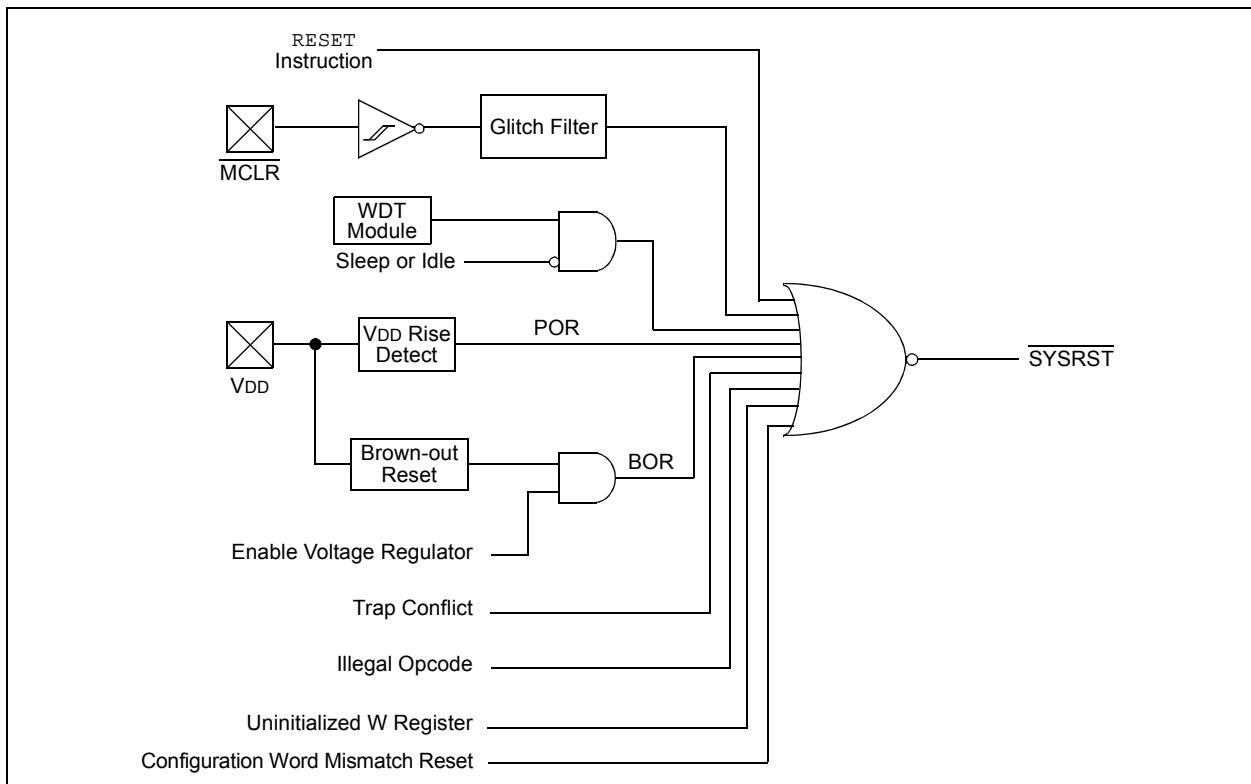 RESET
Instruction
MCLR
Glitch Filter
WDT
Module
Sleep or Idle
VDD
VDD Rise
Detect
POR
SYSRST
Brown-out
Reset
BOR
Enable Voltage Regulator
Trap Conflict
Illegal Opcode
Uninitialized W Register
Configuration Word Mismatch Reset